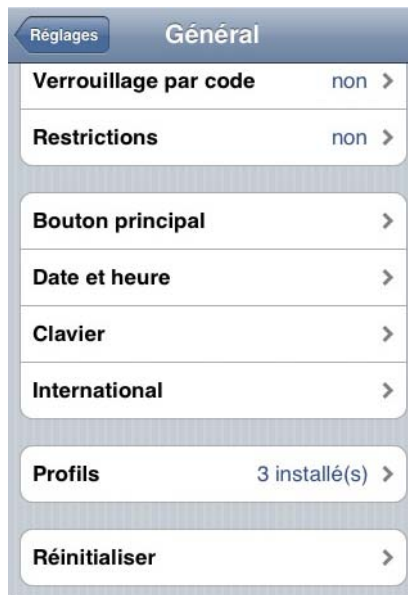 Réglages
Général
Verrouillage par code non
Restrictions non
Bouton principal
Date et heure
Clavier
International
Profils 3 installé(s)
Réinitialiser